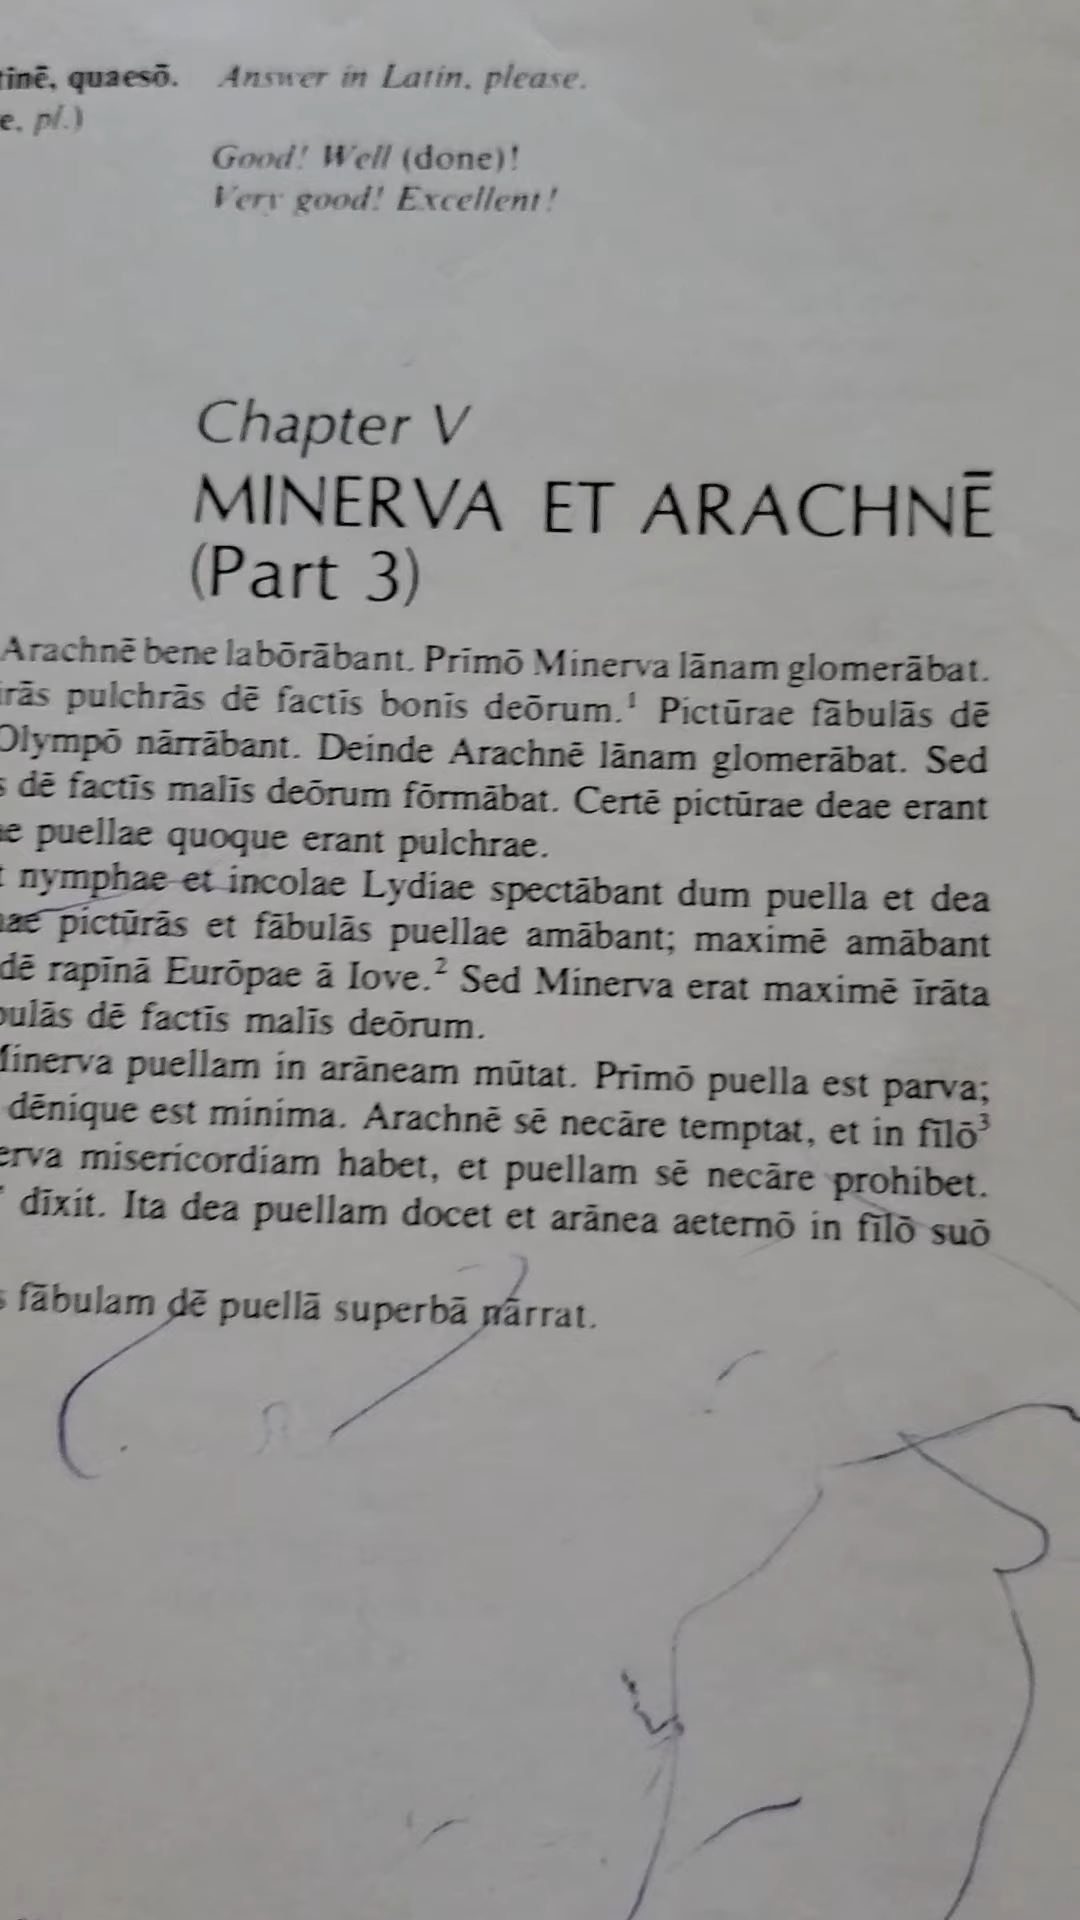 quaesō. Answer in Latin, please.
pl.)
Good! Well (done)!
Very good! Excellent!
Chapter V
MINERVA ET ARACHNĒ
(Part 3)
Arachnē bene labōrābant. Prīmō Minerva lānam glomerābat.
pulchrās dē factīs bonīs deōrum.¹ Pictūrae fābulās dē
Olympō nārrābant. Deinde Arachnē lānam glomerābat. Sed
dē factīs malīs deōrum fōrmābat. Certē pictūrae deae erant
puellae quoque erant pulchrae.
nymphae et incolae Lydiae spectābant dum puella et dea
pictūrās et fābulās puellae amābant; maximē amābant
dē rapīnā Eurōpae ā Iove.² Sed Minerva erat maximē īrāta
dē factīs malīs deōrum.
Minerva puellam in arāneam mūtat. Prīmō puella est parva;
dēnique est minima. Arachnē sē necāre temptat, et in fīlō³
misericordiam habet, et puellam sē necāre prohibet.
dīxit. Ita dea puellam docet et arānea aeternō in fīlō suō
fābulam dē puellā superbā nārrat.